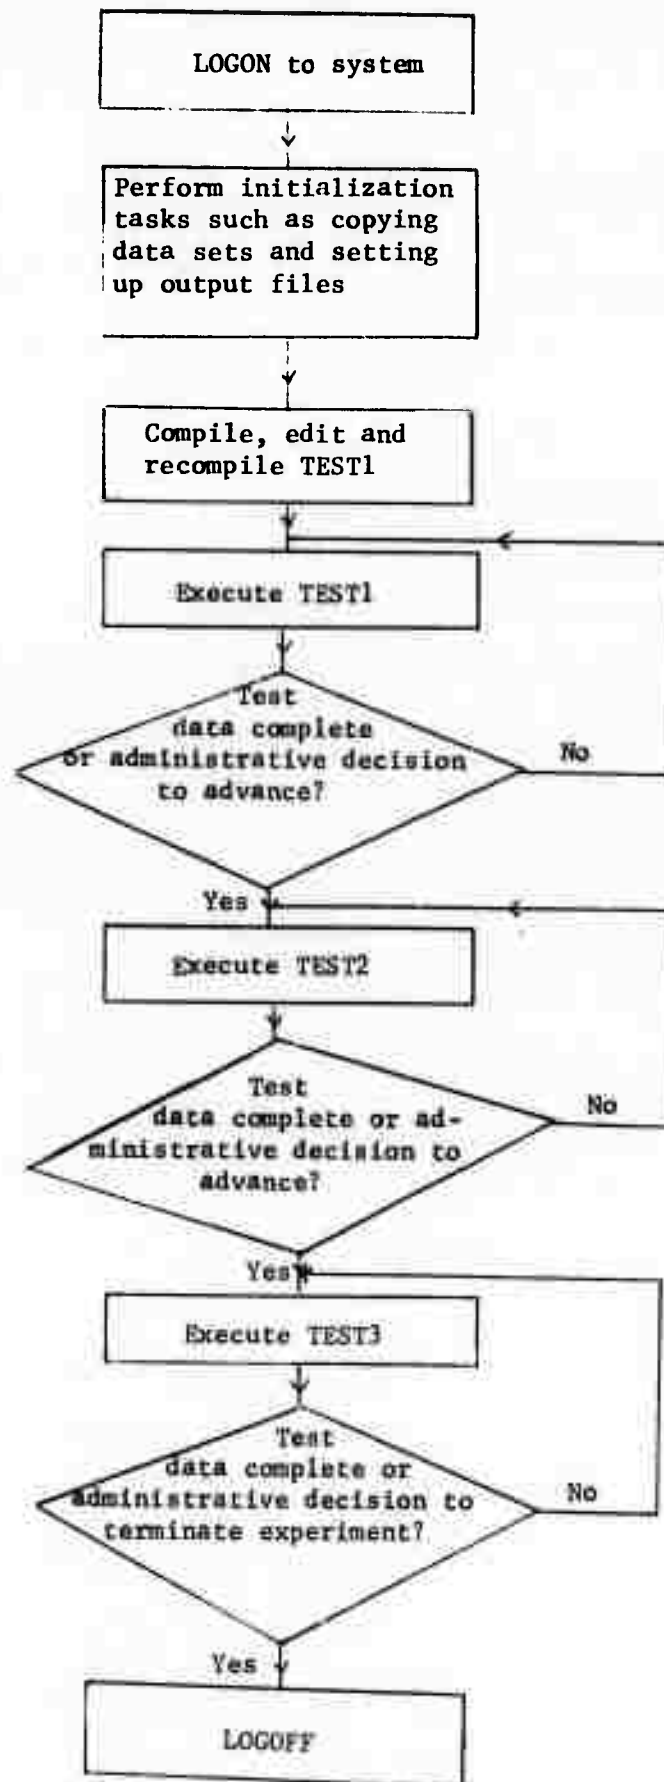 LOGON to system
Perform initialization
tasks such as copying
data sets and setting
up output files
Compile, edit and
recompile TEST1
Execute TEST1
Test
data complete
or administrative decision
to advance?
No
Yes
Execute TEST2
Test
data complete or ad-
ministrative decision to
advance?
No
Yes
Execute TEST3
Test
data complete or
administrative decision to
terminate experiment?
No
Yes
LOGOFF